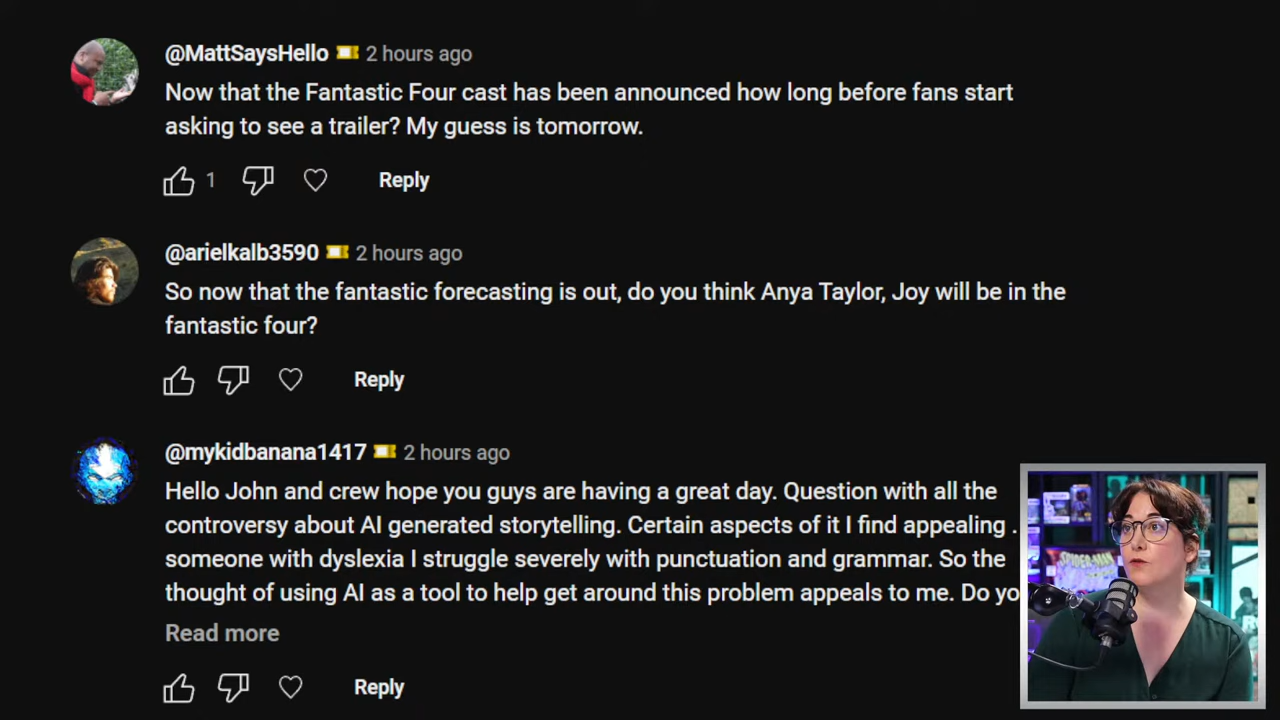 @MattSaysHello 2 hours ago
Now that the Fantastic Four cast has been announced how long before fans start
asking to see a trailer? My guess is tomorrow.
1 Reply
@arielkalb3590 2 hours ago
So now that the fantastic forecasting is out, do you think Anya Taylor, Joy will be in the
fantastic four?
Reply
@mykidbanana1417 2 hours ago
Hello John and crew hope you guys are having a great day. Question with all the
controversy about AI generated storytelling. Certain aspects of it I find appealing .
someone with dyslexia I struggle severely with punctuation and grammar. So the
thought of using AI as a tool to help get around this problem appeals to me. Do yo
Read more
Reply
SPIDER-MAN